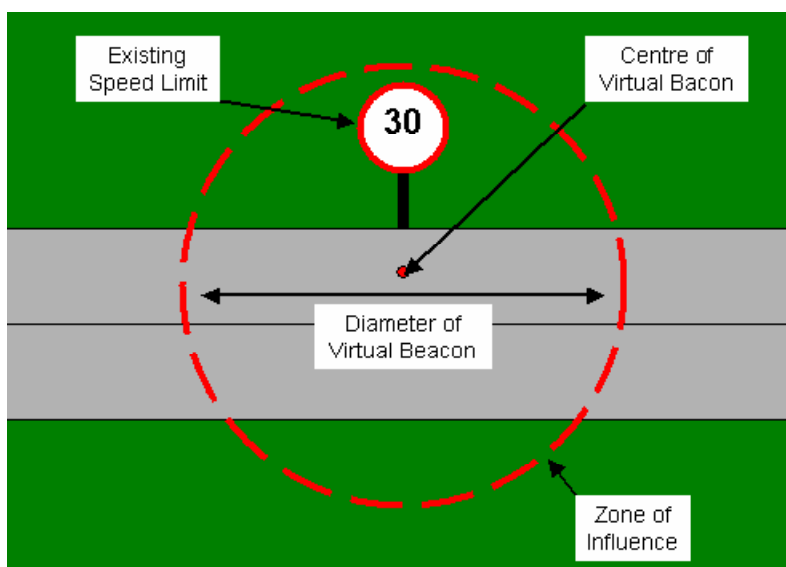 Existing
Speed Limit
Centre of
Virtual Bacon
30
Diameter of
Virtual Beacon
Zone of
Influence